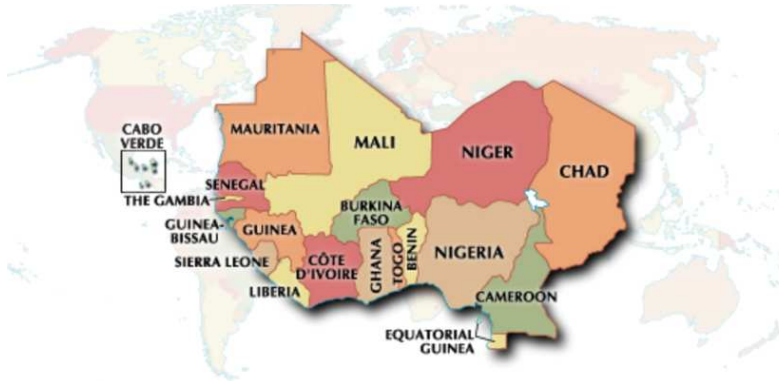 CABO
VERDE
MAURITANIA
MALI
NIGER
CHAD
SENEGAL
THE GAMBIA
BURKINA
FASO
GUINEA-
BISSAU
GUINEA
SIERRA LEONE
CÔTE
D'IVOIRE
GHANA
TOGO
BENIN
NIGERIA
LIBERIA
CAMEROON
EQUATORIAL
GUINEA